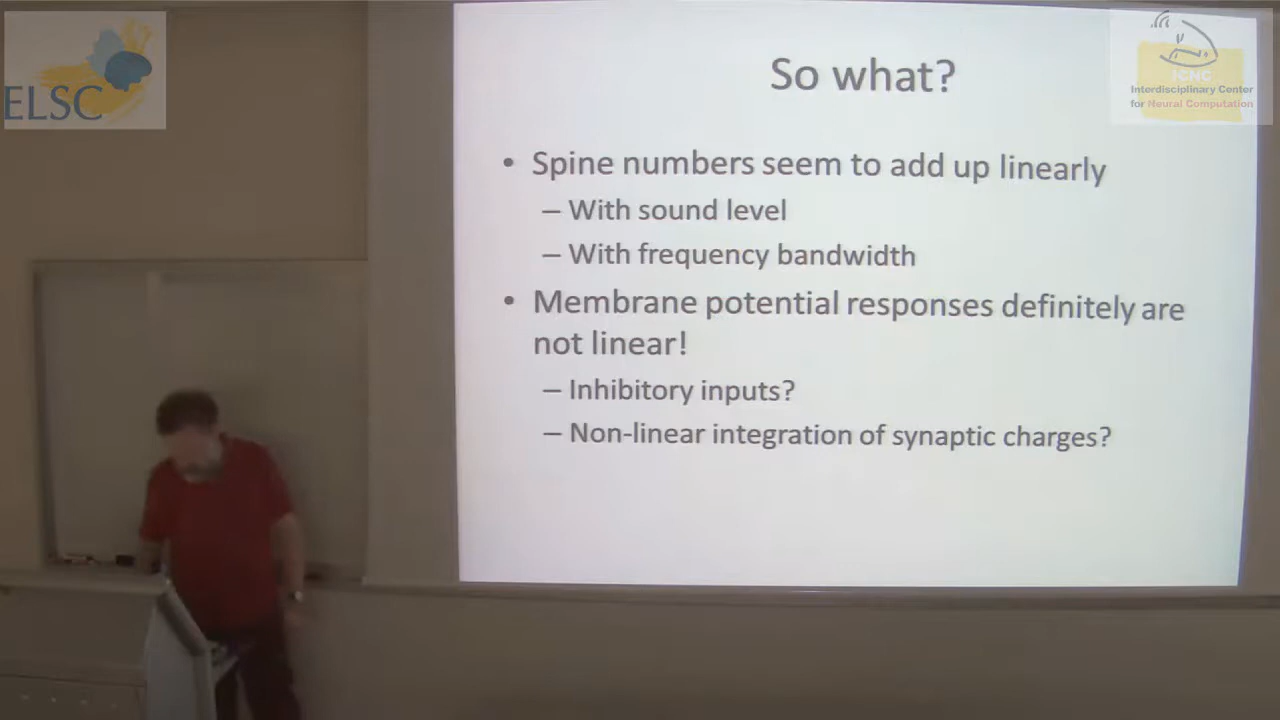 ELSC
ICNC
Interdisciplinary Center
for Neural Computation
So what?
• Spine numbers seem to add up linearly
– With sound level
– With frequency bandwidth
• Membrane potential responses definitely are
not linear!
– Inhibitory inputs?
– Non-linear integration of synaptic charges?